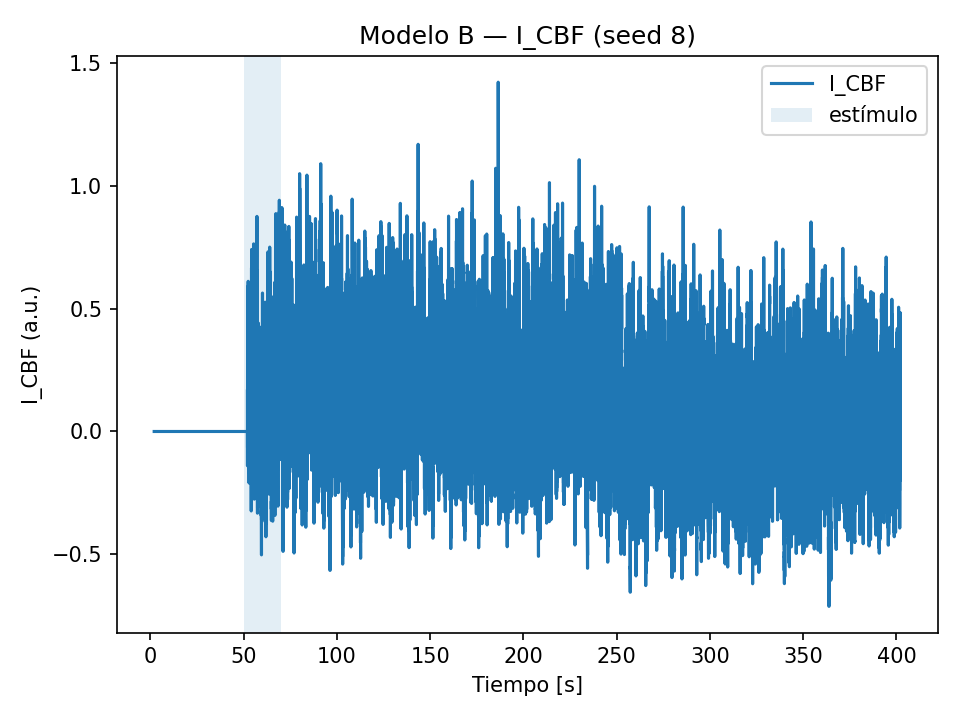 Modelo B — I_CBF (seed 8)
I_CBF
estímulo
1.5
1.0
0.5
0.0
−0.5
I_CBF (a.u.)
0 50 100 150 200 250 300 350 400
Tiempo [s]